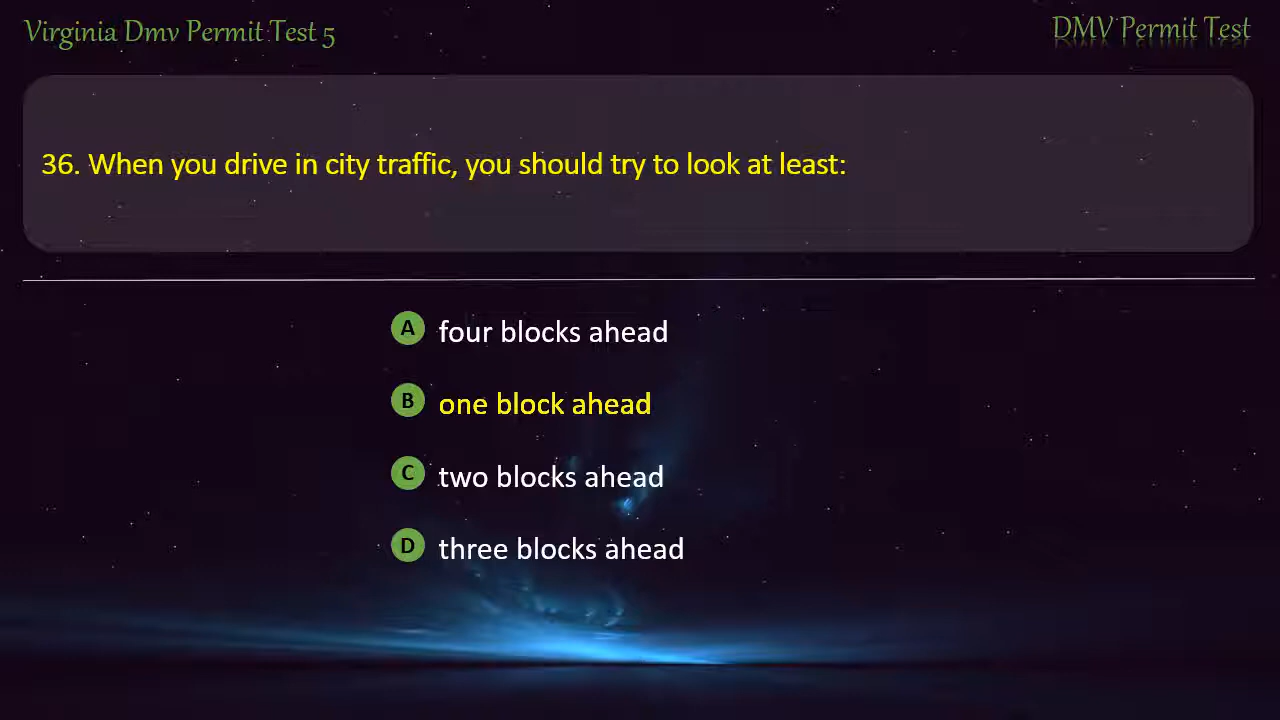 Virginia Dmv Permit Test 5
DMV Permit Test
36. When you drive in city traffic, you should try to look at least:
A four blocks ahead
B one block ahead
C two blocks ahead
D three blocks ahead